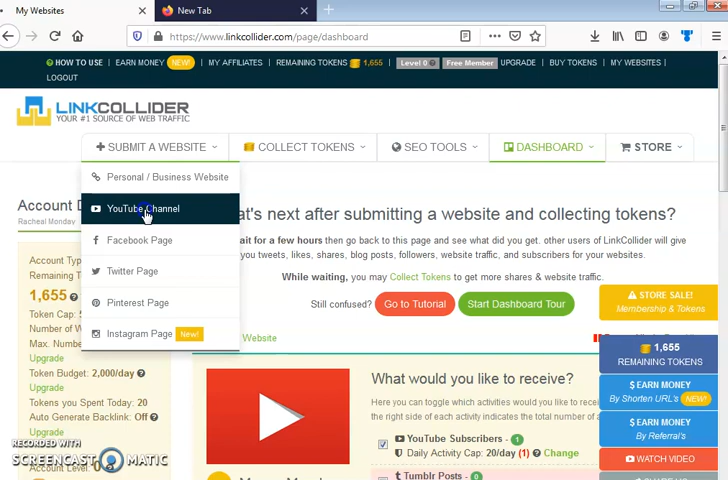 My Websites
New Tab
https://www.linkcollider.com/page/dashboard
HOW TO USE EARN MONEY NEW! MY AFFILIATES REMAINING TOKENS 1,655 Level 0 Free Member UPGRADE BUY TOKENS MY WEBSITES
LOGOUT
LINKCOLLIDER
YOUR #1 SOURCE OF WEB TRAFFIC
SUBMIT A WEBSITE COLLECT TOKENS SEO TOOLS DASHBOARD STORE
Personal / Business Website
YouTube Channel
Facebook Page
Twitter Page
Pinterest Page
Instagram Page New!
Account D
Racheal Monday
Account Type
Remaining T
1,655
Token Cap: 5
Number of W
Max. Numbe
Upgrade
Token Budget: 2,000/day
Upgrade
Tokens you Spent Today: 20
Auto Generate Backlink: Off
Upgrade
Account Level: 0
at's next after submitting a website and collecting tokens?
ait for a few hours then go back to this page and see what did you get. other users of LinkCollider will give
you tweets, likes, shares, blog posts, followers, website traffic, and subscribers for your websites.
While waiting, you may Collect Tokens to get more shares & website traffic.
Still confused? Go to Tutorial Start Dashboard Tour
Website
What would you like to receive?
Here you can toggle which activities would you like to recei
the right side of each activity indicates the total number of a
YouTube Subscribers - 1
Daily Activity Cap: 20/day (1) Change
Tumblr Posts -
STORE SALE!
Membership & Tokens
1,655
REMAINING TOKENS
$ EARN MONEY
By Shorten URL's NEW!
$ EARN MONEY
By Referral's
WATCH VIDEO
RECORDED WITH
SCREENCAST MATIC